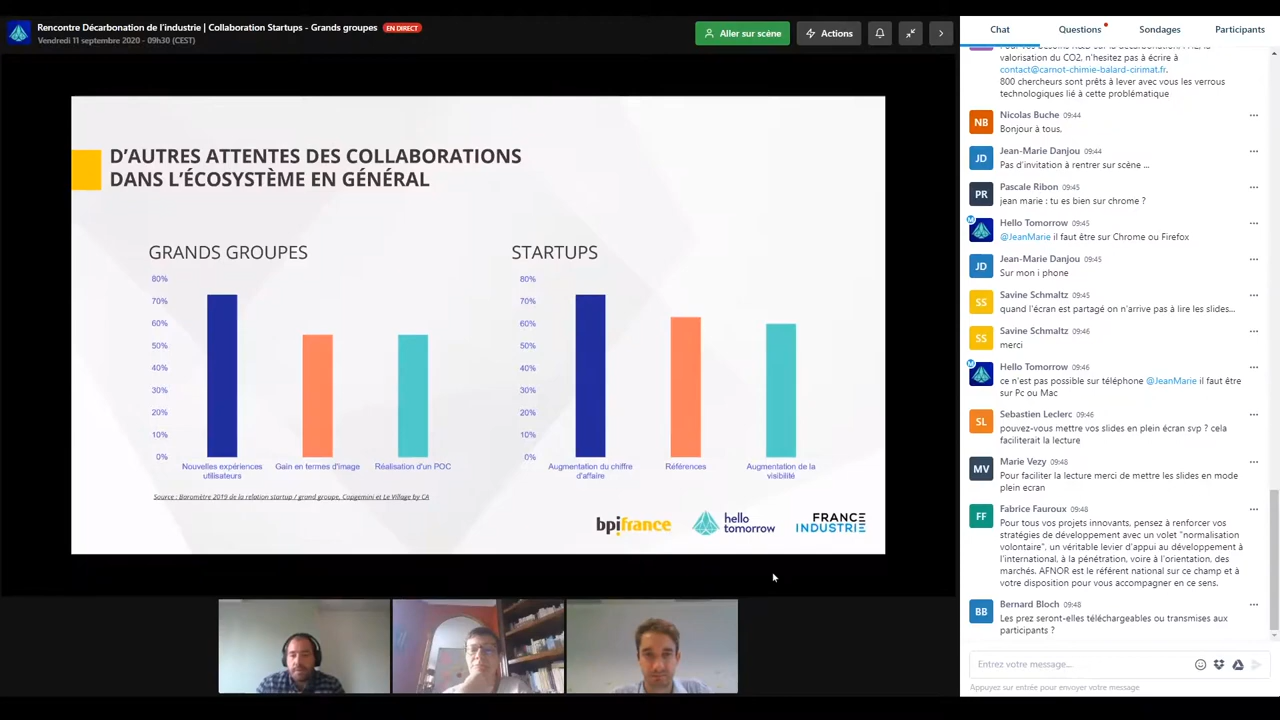 Rencontre Décarbonation de l'industrie | Collaboration Startups - Grands groupes EN DIRECT
Vendredi 11 septembre 2020 - 09h30 (CEST)
Aller sur scène
Actions
D'AUTRES ATTENTES DES COLLABORATIONS
DANS L'ÉCOSYSTÈME EN GÉNÉRAL
GRANDS GROUPES
80%
70%
60%
50%
40%
30%
20%
10%
0%
Nouvelles expériences
utilisateurs
Gain en termes d'image
Réalisation d'un POC
STARTUPS
80%
70%
60%
50%
40%
30%
20%
10%
0%
Augmentation du chiffre
d'affaire
Références
Augmentation de la
visibilité
Source : Baromètre 2019 de la relation startup / grand groupe, Capgemini et Le Village by CA
bpifrance
hello
tomorrow
FRANCE
INDUSTRIE
Chat
Questions
Sondages
Participants
valorisation du CO2, n'hesitez pas à écrire à
contact@carnot-chimie-balard-cirimat.fr.
800 chercheurs sont prêts à lever avec vous les verrous
technologiques lié à cette problématique
NB
Nicolas Buche 09:44
Bonjour à tous,
JD
Jean-Marie Danjou 09:44
Pas d'invitation à rentrer sur scène ...
PR
Pascale Ribon 09:45
jean marie : tu es bien sur chrome ?
Hello Tomorrow 09:45
@JeanMarie il faut être sur Chrome ou Firefox
JD
Jean-Marie Danjou 09:45
Sur mon i phone
SS
Savine Schmaltz 09:45
quand l'écran est partagé on n'arrive pas à lire les slides...
SS
Savine Schmaltz 09:46
merci
Hello Tomorrow 09:46
ce n'est pas possible sur téléphone @JeanMarie il faut être
sur Pc ou Mac
SL
Sebastien Leclerc 09:46
pouvez-vous mettre vos slides en plein écran svp ? cela
faciliterait la lecture
MV
Marie Vezy 09:48
Pour faciliter la lecture merci de mettre les slides en mode
plein ecran
FF
Fabrice Fauroux 09:48
Pour tous vos projets innovants, pensez à renforcer vos
stratégies de développement avec un volet "normalisation
volontaire", un véritable levier d'appui au développement à
l'international, à la pénétration, voire à l'orientation, des
marchés. AFNOR est le référent national sur ce champ et à
votre disposition pour vous accompagner en ce sens.
BB
Bernard Bloch 09:48
Les prez seront-elles téléchargeables ou transmises aux
participants ?
Entrez votre message...
Appuyez sur entrée pour envoyer votre message